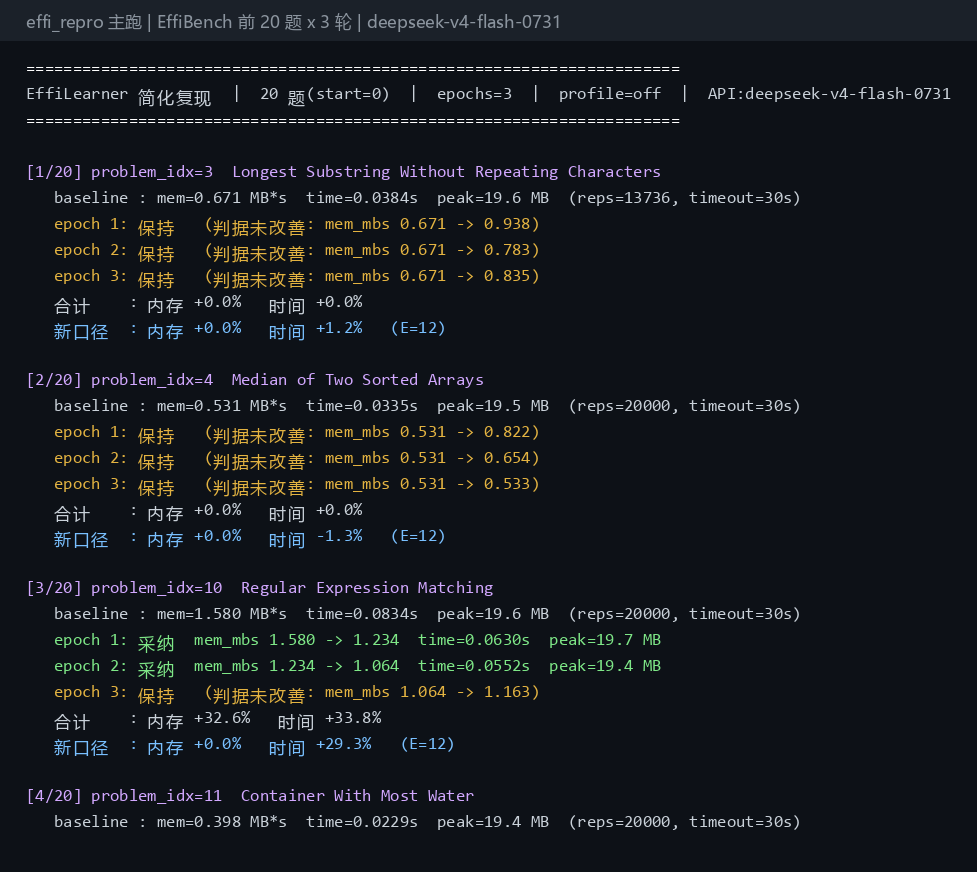 effi_repro 主跑 | EffiBench 前 20 题 x 3 轮 | deepseek-v4-flash-0731
======================================================================
EffiLearner 简化复现 | 20 题(start=0) | epochs=3 | profile=off | API:deepseek-v4-flash-0731
======================================================================
[1/20] problem_idx=3 Longest Substring Without Repeating Characters
baseline : mem=0.671 MB*s time=0.0384s peak=19.6 MB (reps=13736, timeout=30s)
epoch 1: 保持 (判据未改善: mem_mbs 0.671 -> 0.938)
epoch 2: 保持 (判据未改善: mem_mbs 0.671 -> 0.783)
epoch 3: 保持 (判据未改善: mem_mbs 0.671 -> 0.835)
合计 : 内存 +0.0% 时间 +0.0%
新口径 : 内存 +0.0% 时间 +1.2% (E=12)
[2/20] problem_idx=4 Median of Two Sorted Arrays
baseline : mem=0.531 MB*s time=0.0335s peak=19.5 MB (reps=20000, timeout=30s)
epoch 1: 保持 (判据未改善: mem_mbs 0.531 -> 0.822)
epoch 2: 保持 (判据未改善: mem_mbs 0.531 -> 0.654)
epoch 3: 保持 (判据未改善: mem_mbs 0.531 -> 0.533)
合计 : 内存 +0.0% 时间 +0.0%
新口径 : 内存 +0.0% 时间 -1.3% (E=12)
[3/20] problem_idx=10 Regular Expression Matching
baseline : mem=1.580 MB*s time=0.0834s peak=19.6 MB (reps=20000, timeout=30s)
epoch 1: 采纳 mem_mbs 1.580 -> 1.234 time=0.0630s peak=19.7 MB
epoch 2: 采纳 mem_mbs 1.234 -> 1.064 time=0.0552s peak=19.4 MB
epoch 3: 保持 (判据未改善: mem_mbs 1.064 -> 1.163)
合计 : 内存 +32.6% 时间 +33.8%
新口径 : 内存 +0.0% 时间 +29.3% (E=12)
[4/20] problem_idx=11 Container With Most Water
baseline : mem=0.398 MB*s time=0.0229s peak=19.4 MB (reps=20000, timeout=30s)